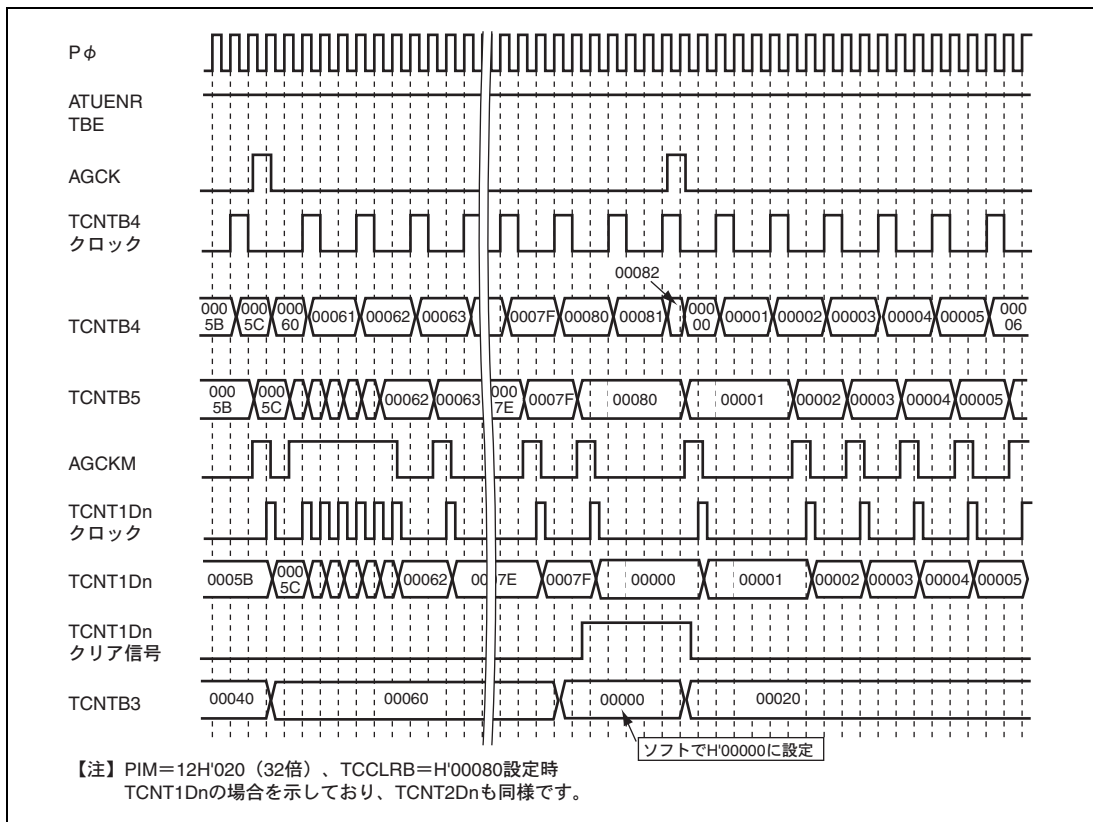 Pφ
ATUENR
TBE
AGCK
TCNTB4
クロック
00082
TCNTB4 000 5B 000 5C 000 60 00061 00062 00063 0007F 00080 00081 000 00 00001 00002 00003 00004 00005 000 06
TCNTB5 000 5B 000 5C 00062 00063 000 7E 0007F 00080 00001 00002 00003 00004 00005
AGCKM
TCNT1Dn
クロック
TCNT1Dn 0005B 000 5C 00062 0007F 00000 00001 00002 00003 00004 00005
TCNT1Dn
クリア信号
TCNTB3 00040 00060 00000 00020
ソフトでH'00000に設定
【注】PIM=12H'020（32倍）、TCCLRB=H'00080設定時
TCNT1Dnの場合を示しており、TCNT2Dnも同様です。